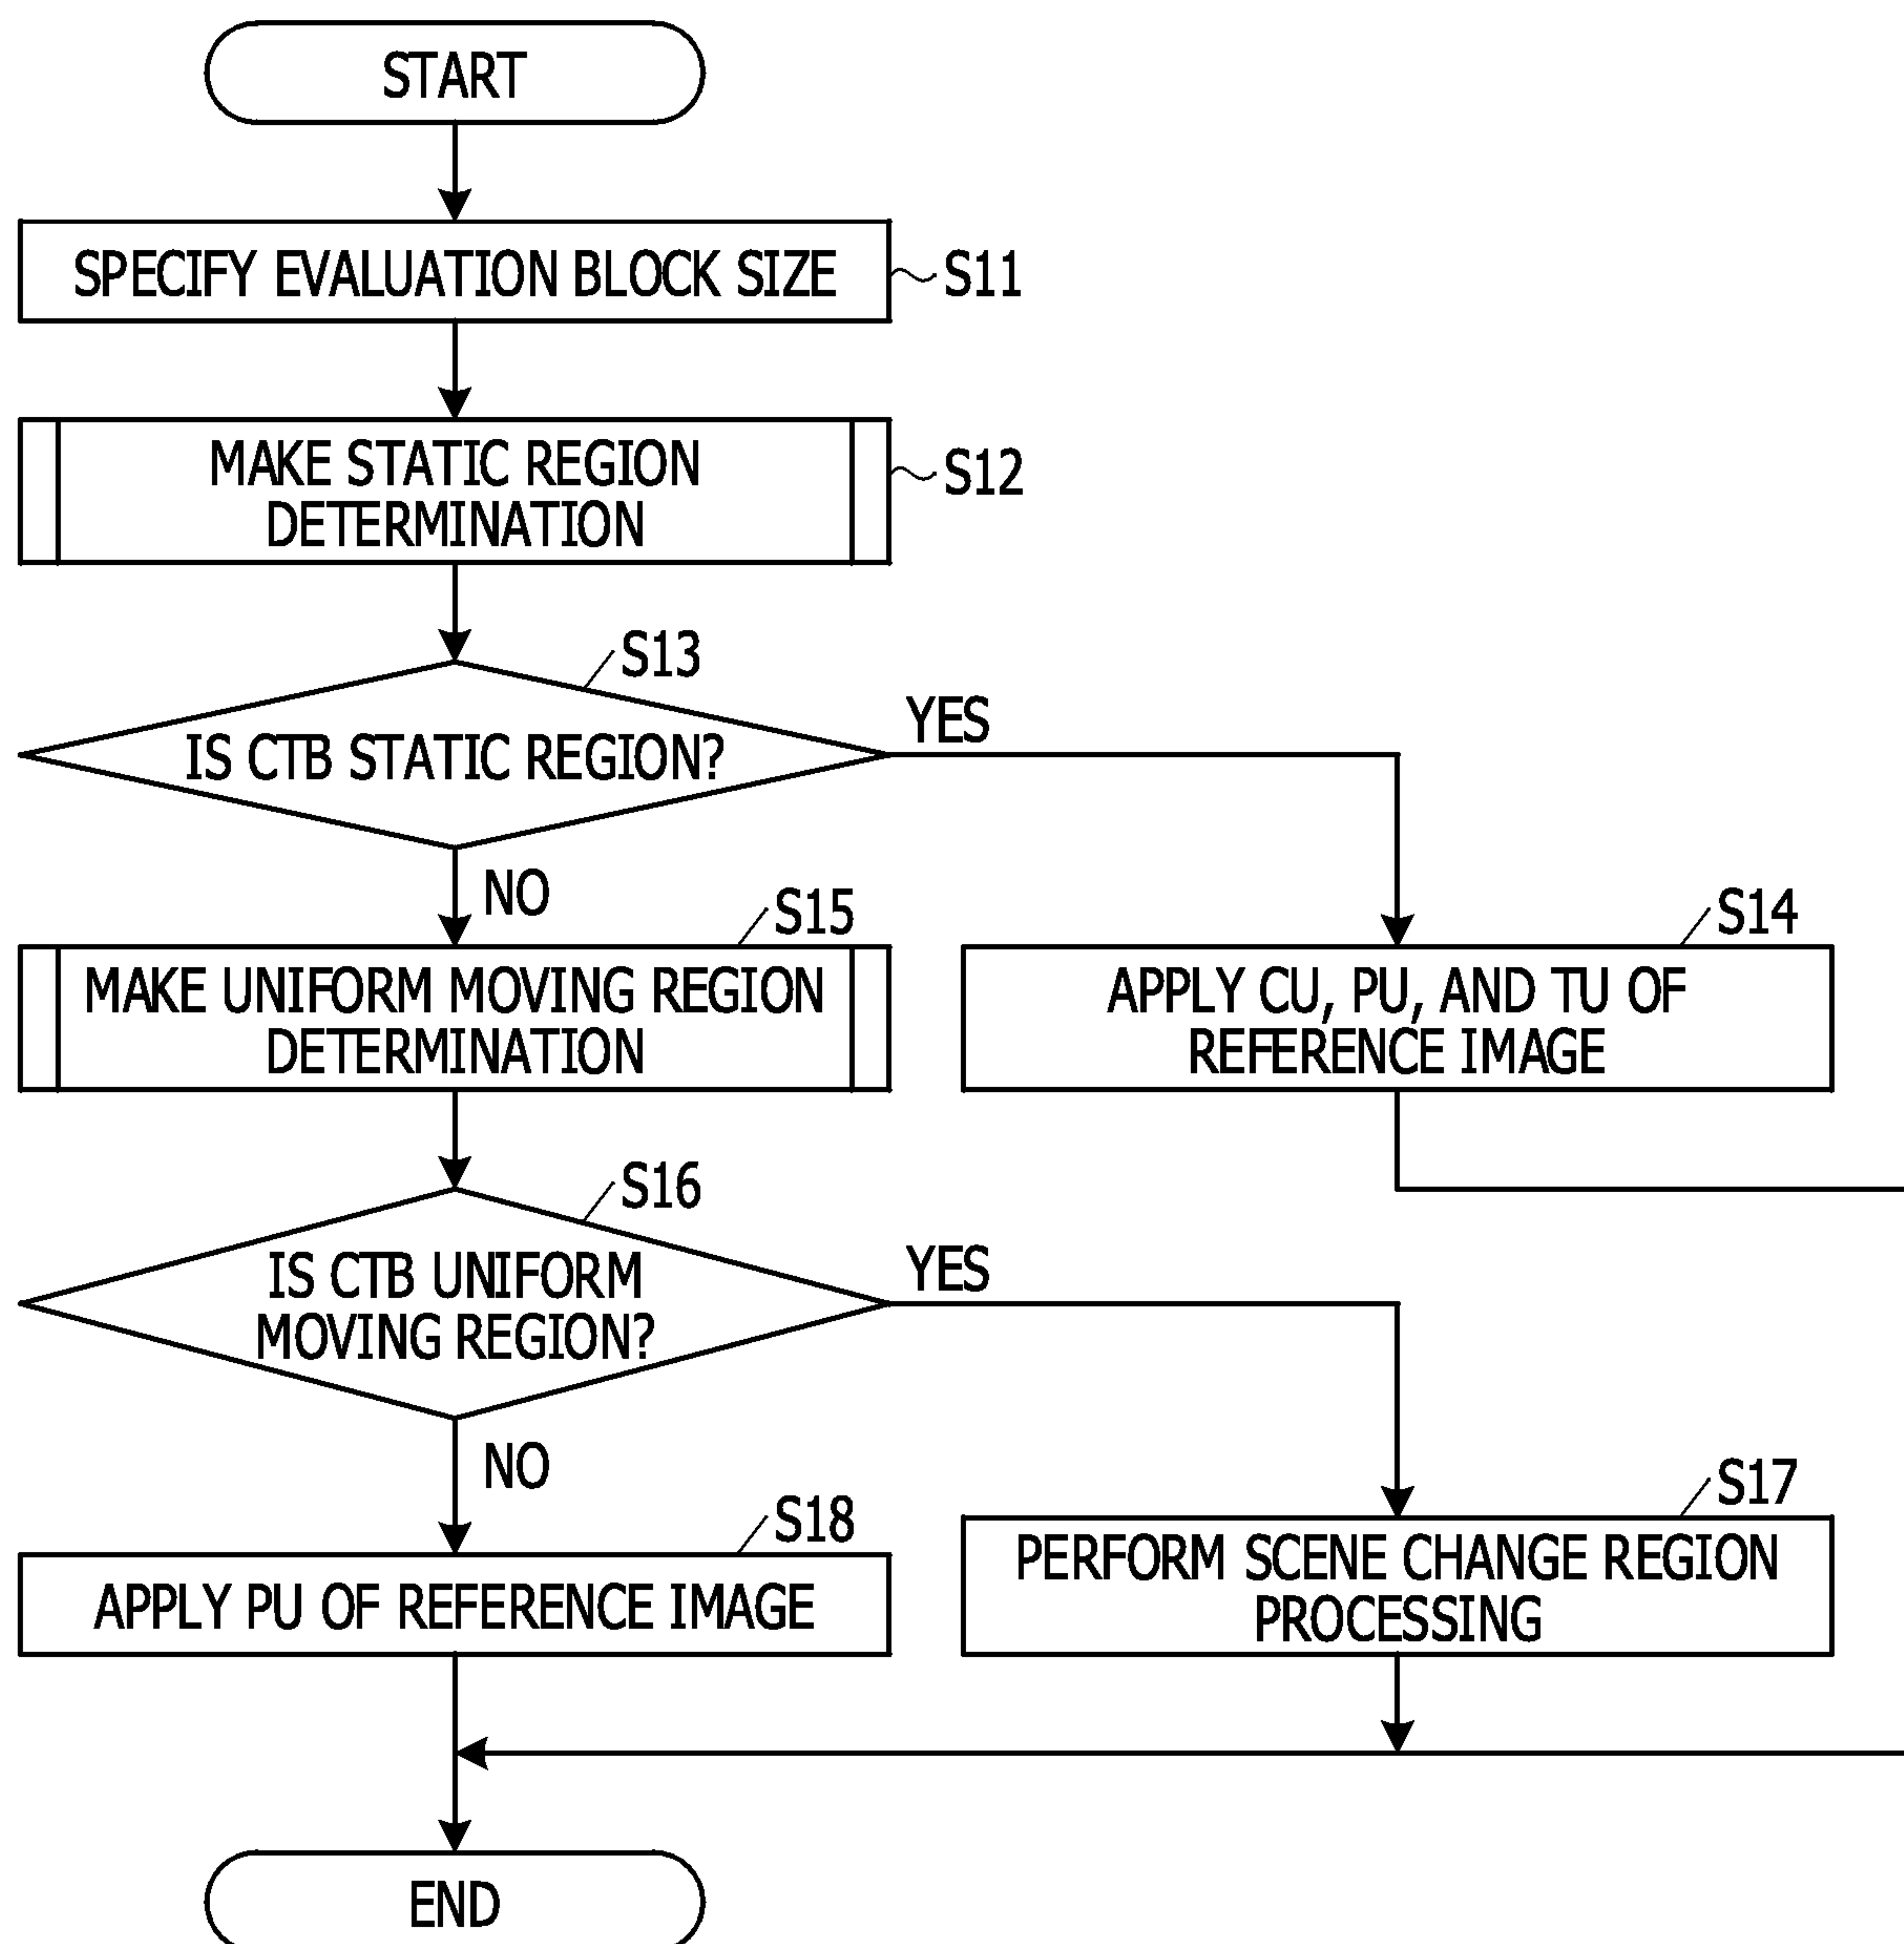 START
SPECIFY EVALUATION BLOCK SIZE
S11
MAKE STATIC REGION
DETERMINATION
S12
S13
IS CTB STATIC REGION?
YES
NO
S15
MAKE UNIFORM MOVING REGION
DETERMINATION
S14
APPLY CU, PU, AND TU OF
REFERENCE IMAGE
S16
IS CTB UNIFORM
MOVING REGION?
YES
NO
S18
APPLY PU OF REFERENCE IMAGE
S17
PERFORM SCENE CHANGE REGION
PROCESSING
END